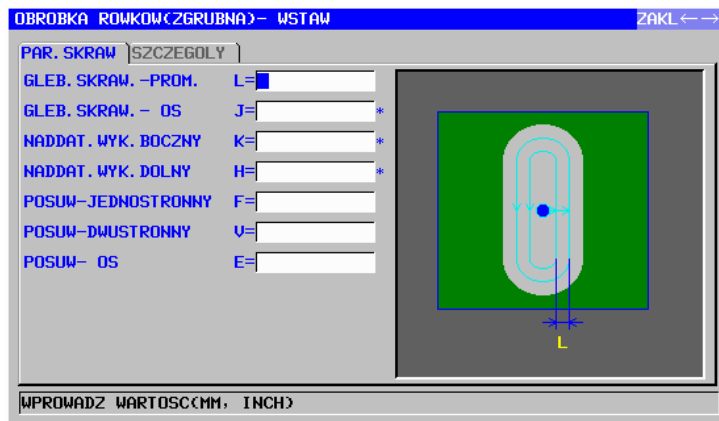 OBROBKA ROWKOW(ZGRUBNA)- WSTAW ZAKL←→
PAR.SKRAW SZCZEGOLY
GLEB.SKRAW.-PROM. L=
GLEB.SKRAW.- OS J= *
NADDAT.WYK.BOCZNY K= *
NADDAT.WYK.DOLNY H= *
POSUW-JEDNOSTRONNY F=
POSUW-DWUSTRONNY V=
POSUW- OS E=
L
WPROWADZ WARTOSC(MM, INCH)